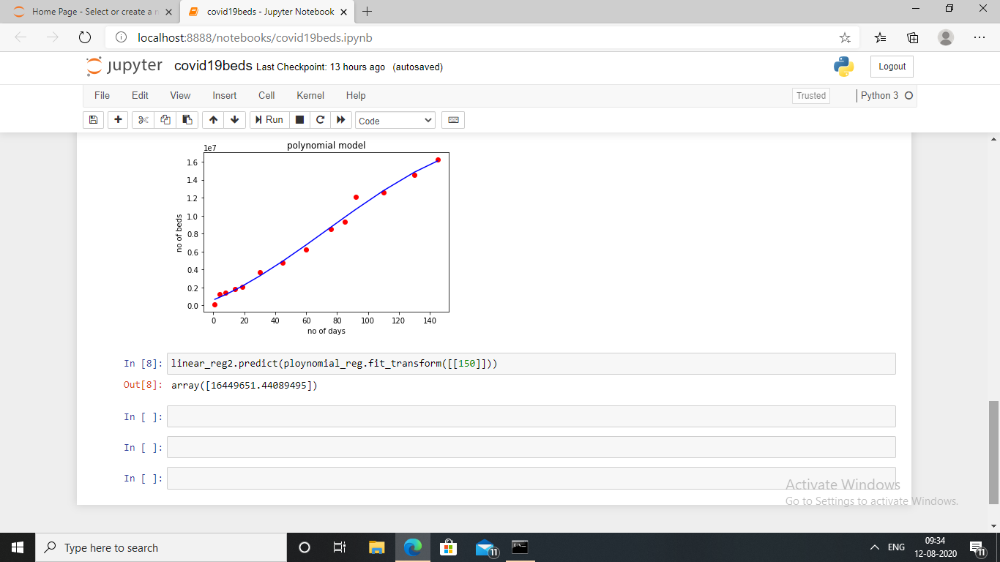 Home Page - Select or create a n
covid19beds - Jupyter Notebook
localhost:8888/notebooks/covid19beds.ipynb
jupyter covid19beds Last Checkpoint: 13 hours ago (autosaved)
Logout
File Edit View Insert Cell Kernel Help
Trusted
Python 3
Run
Code
polynomial model
1e7
1.6
1.4
1.2
1.0
0.8
0.6
0.4
0.2
0.0
no of beds
0 20 40 60 80 100 120 140
no of days
In [8]: linear_reg2.predict(ploynomial_reg.fit_transform([[150]]))
Out[8]: array([16449651.44089495])
In [ ]:
In [ ]:
In [ ]:
Activate Windows
Go to Settings to activate Windows.
Type here to search
11
ENG
09:34
12-08-2020
11